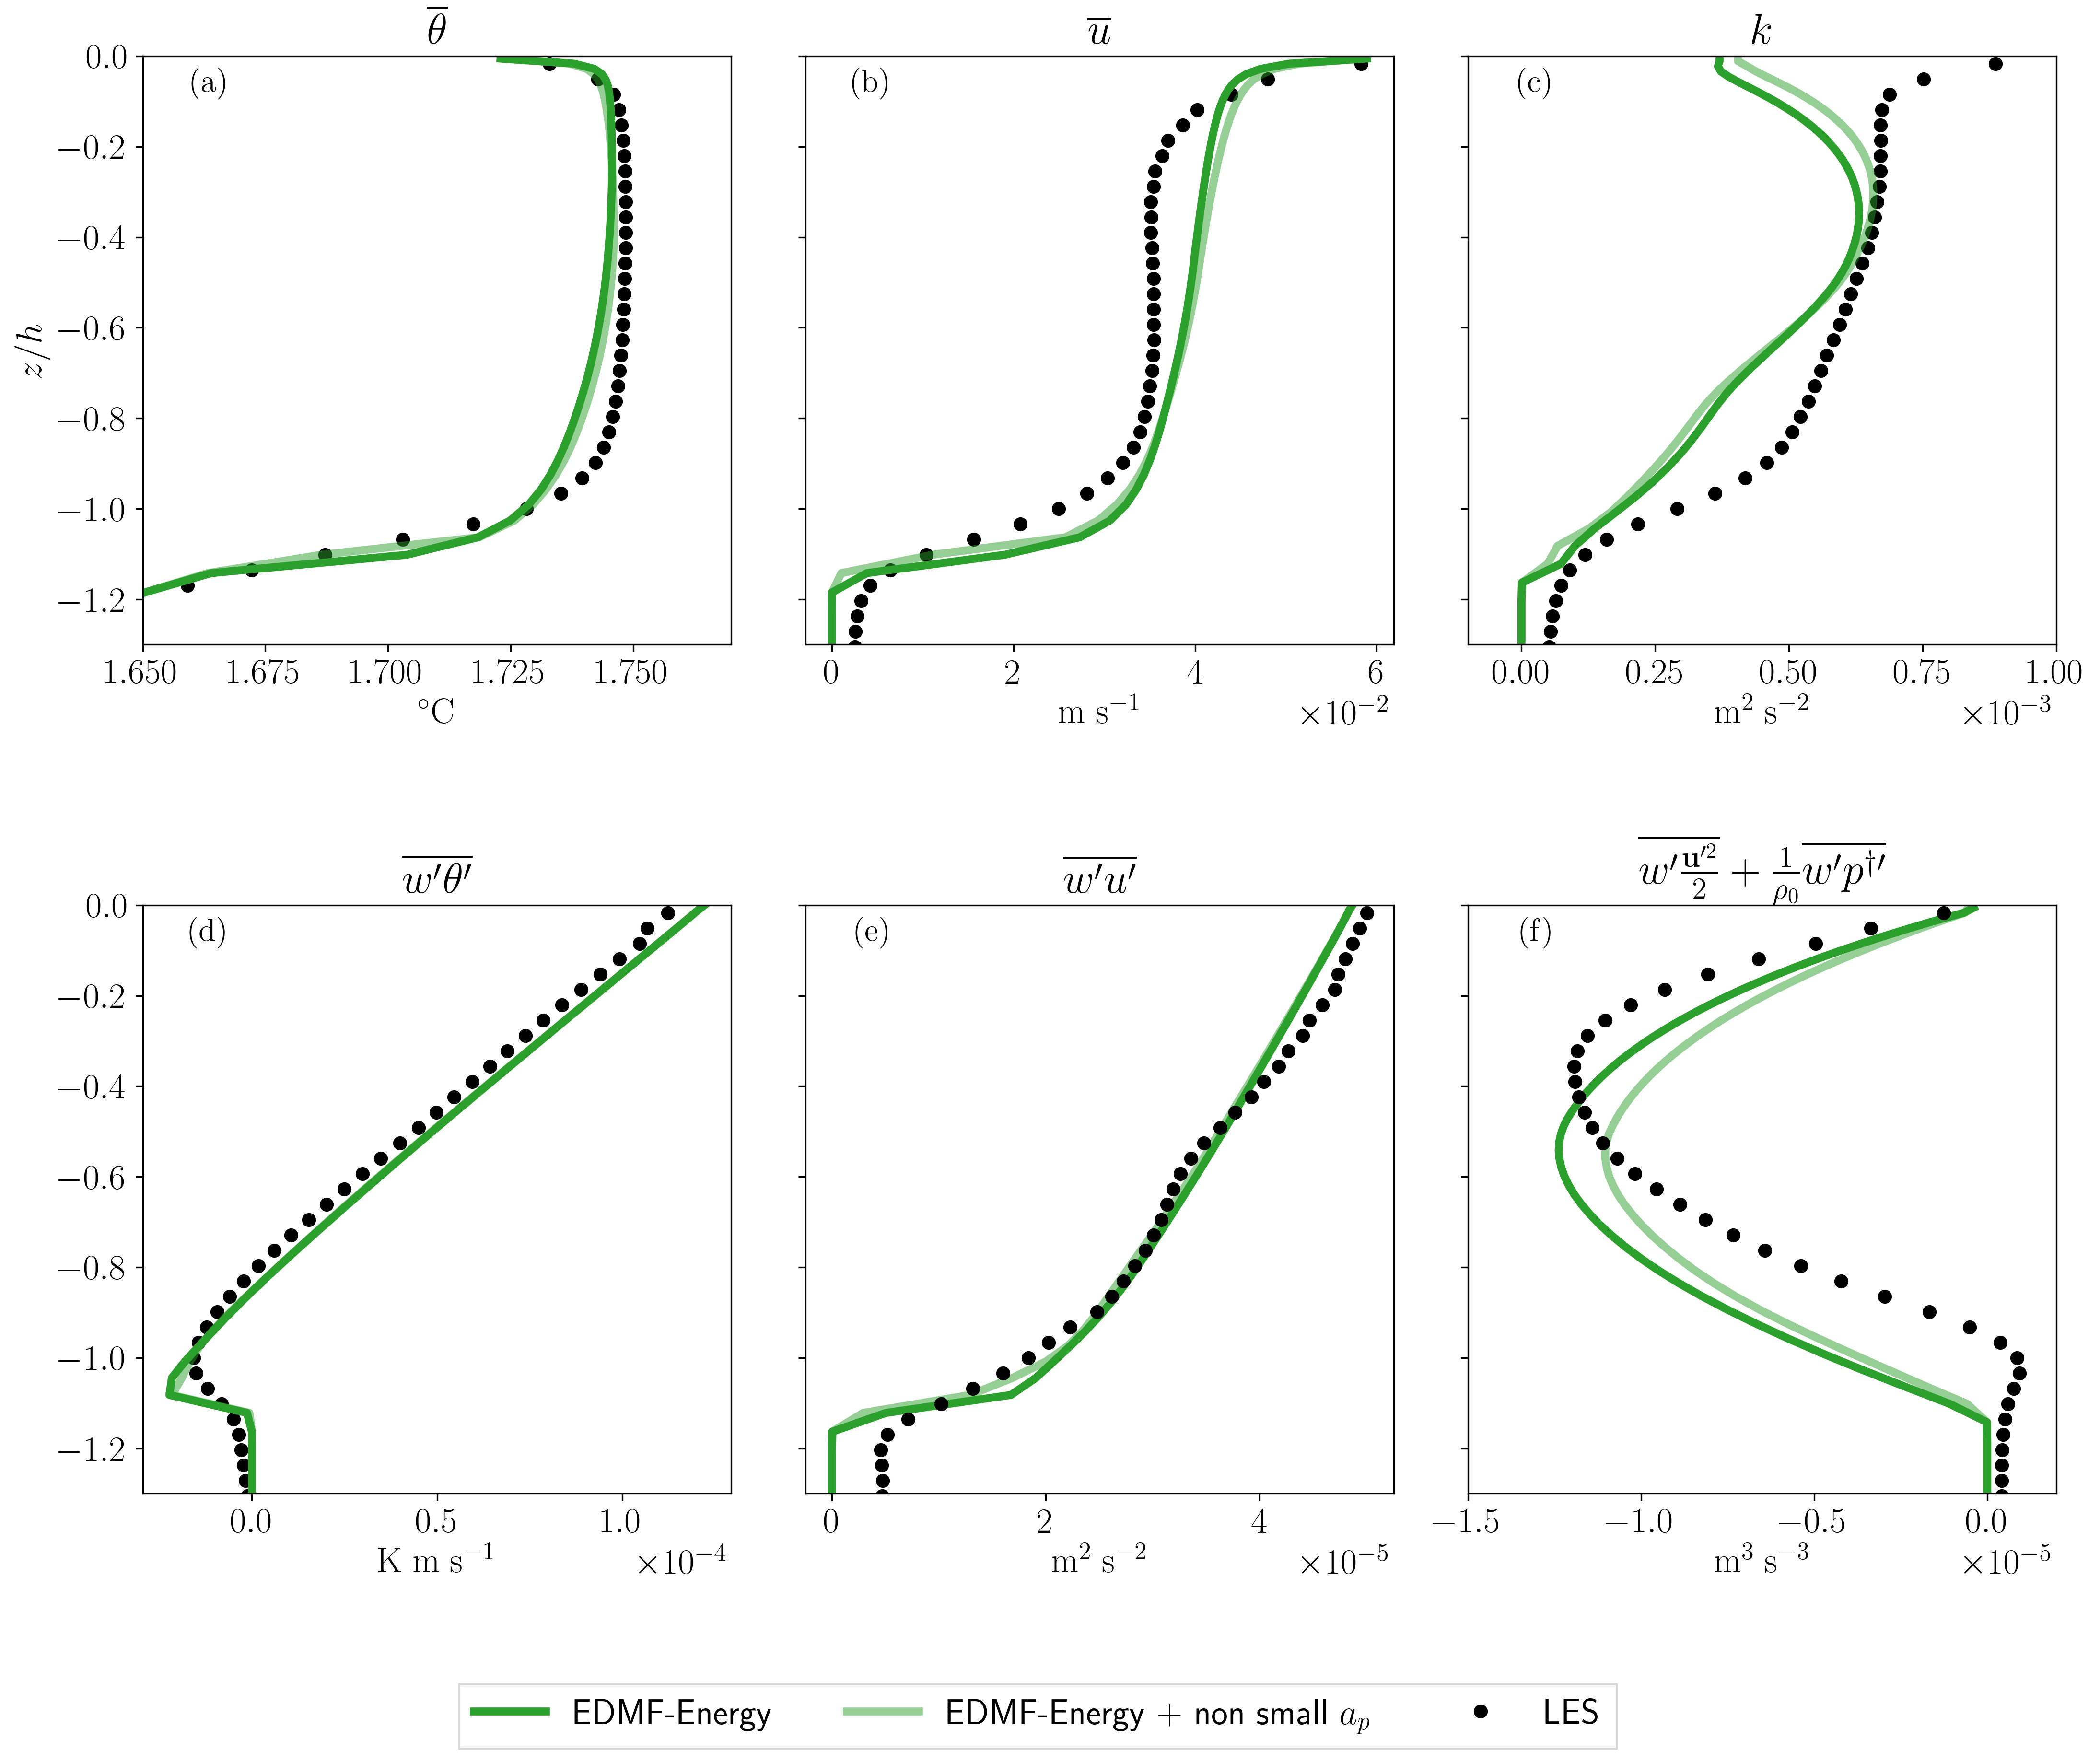 θ̅ u̅ k
(a) (b) (c)
0.0
−0.2
−0.4
−0.6
−0.8
−1.0
−1.2
z/h
1.650 1.675 1.700 1.725 1.750
0 2 4 6
0.00 0.25 0.50 0.75 1.00
°C
m s⁻¹ ×10⁻²
m² s⁻² ×10⁻³
w′θ′ w′u′ w′ u′²/2 + 1/ρ₀ w′p†′
(d) (e) (f)
0.0
−0.2
−0.4
−0.6
−0.8
−1.0
−1.2
0.0 0.5 1.0
0 2 4
−1.5 −1.0 −0.5 0.0
K m s⁻¹ ×10⁻⁴
m² s⁻² ×10⁻⁵
m³ s⁻³ ×10⁻⁵
EDMF-Energy EDMF-Energy + non small aₚ LES